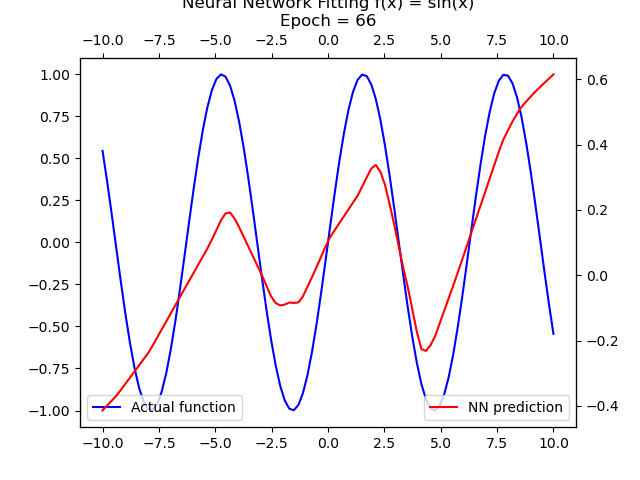 Neural Network Fitting f(x) = sin(x)
Epoch = 66
−10.0 −7.5 −5.0 −2.5 0.0 2.5 5.0 7.5 10.0
1.00
0.75
0.50
0.25
0.00
−0.25
−0.50
−0.75
−1.00
0.6
0.4
0.2
0.0
−0.2
−0.4
Actual function
NN prediction
−10.0 −7.5 −5.0 −2.5 0.0 2.5 5.0 7.5 10.0